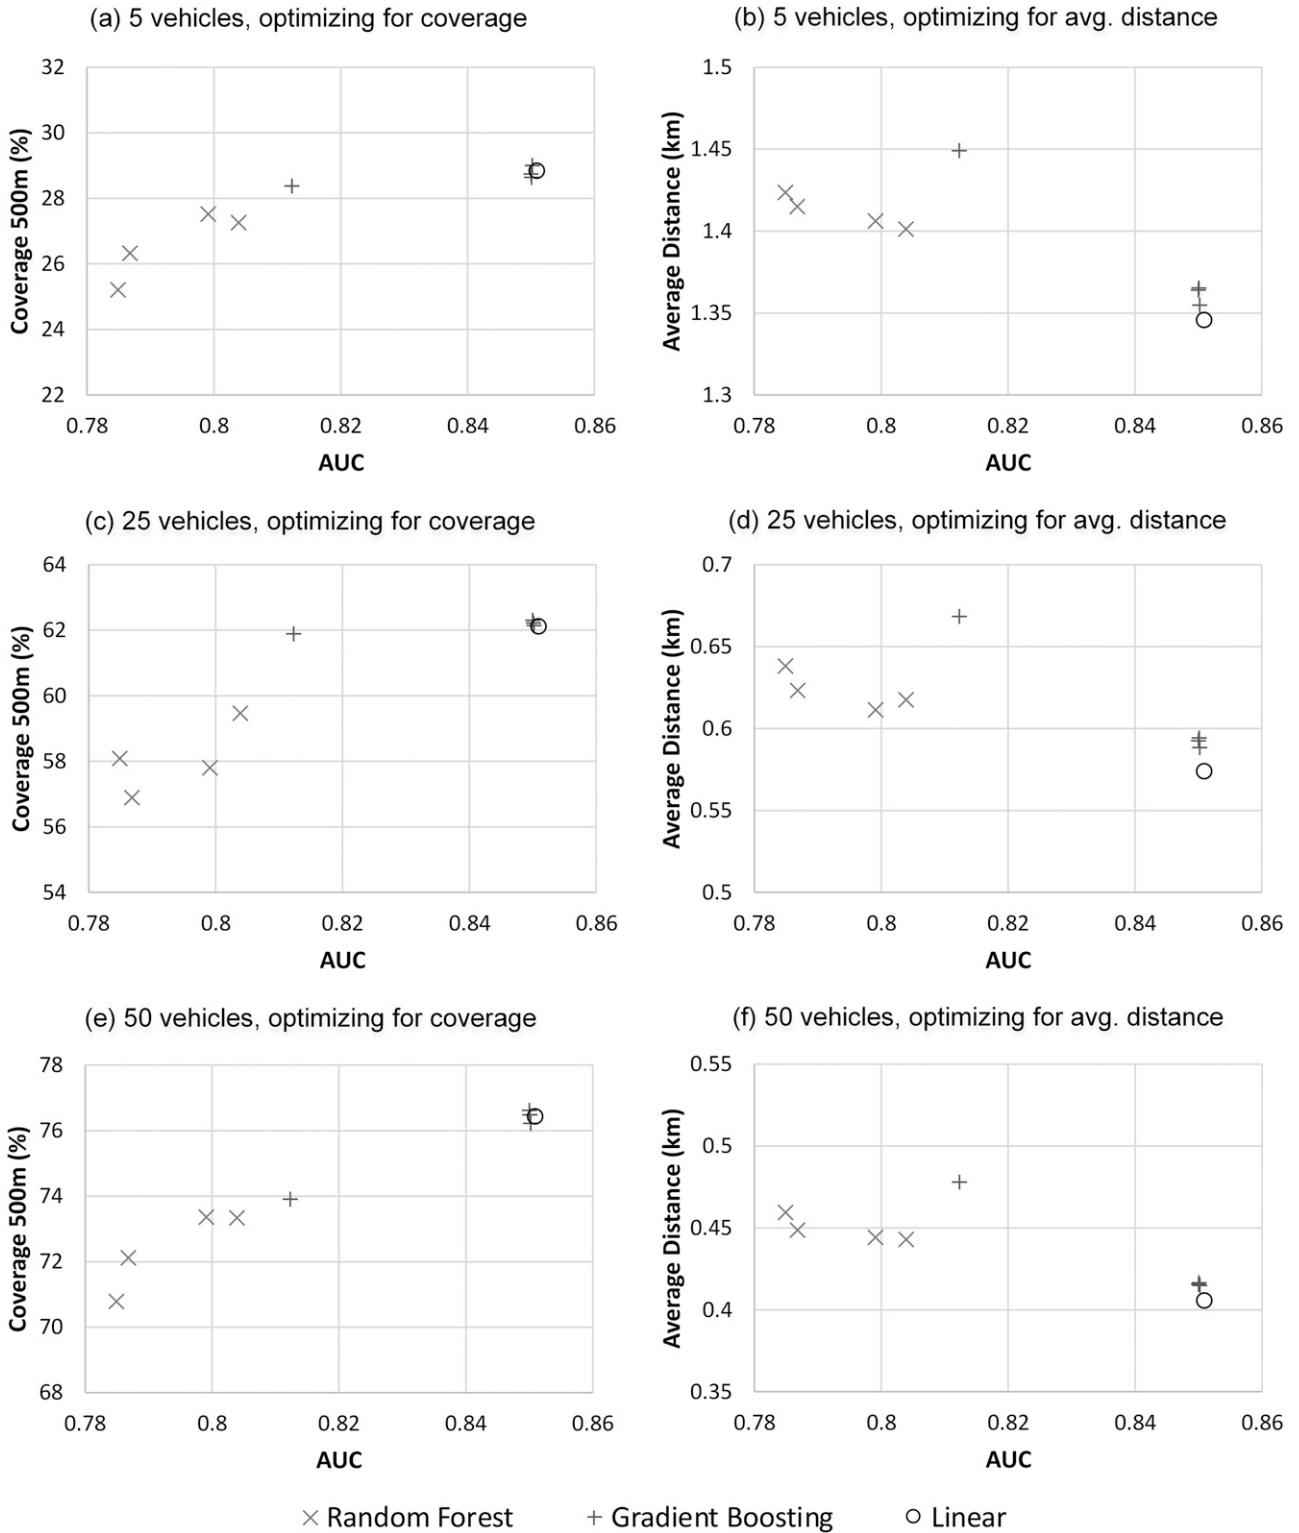 (a) 5 vehicles, optimizing for coverage
32
30
28
26
24
22
Coverage 500m (%)
0.78 0.8 0.82 0.84 0.86
AUC
(b) 5 vehicles, optimizing for avg. distance
1.5
1.45
1.4
1.35
1.3
Average Distance (km)
0.78 0.8 0.82 0.84 0.86
AUC
(c) 25 vehicles, optimizing for coverage
64
62
60
58
56
54
Coverage 500m (%)
0.78 0.8 0.82 0.84 0.86
AUC
(d) 25 vehicles, optimizing for avg. distance
0.7
0.65
0.6
0.55
0.5
Average Distance (km)
0.78 0.8 0.82 0.84 0.86
AUC
(e) 50 vehicles, optimizing for coverage
78
76
74
72
70
68
Coverage 500m (%)
0.78 0.8 0.82 0.84 0.86
AUC
(f) 50 vehicles, optimizing for avg. distance
0.55
0.5
0.45
0.4
0.35
Average Distance (km)
0.78 0.8 0.82 0.84 0.86
AUC
Random Forest Gradient Boosting Linear